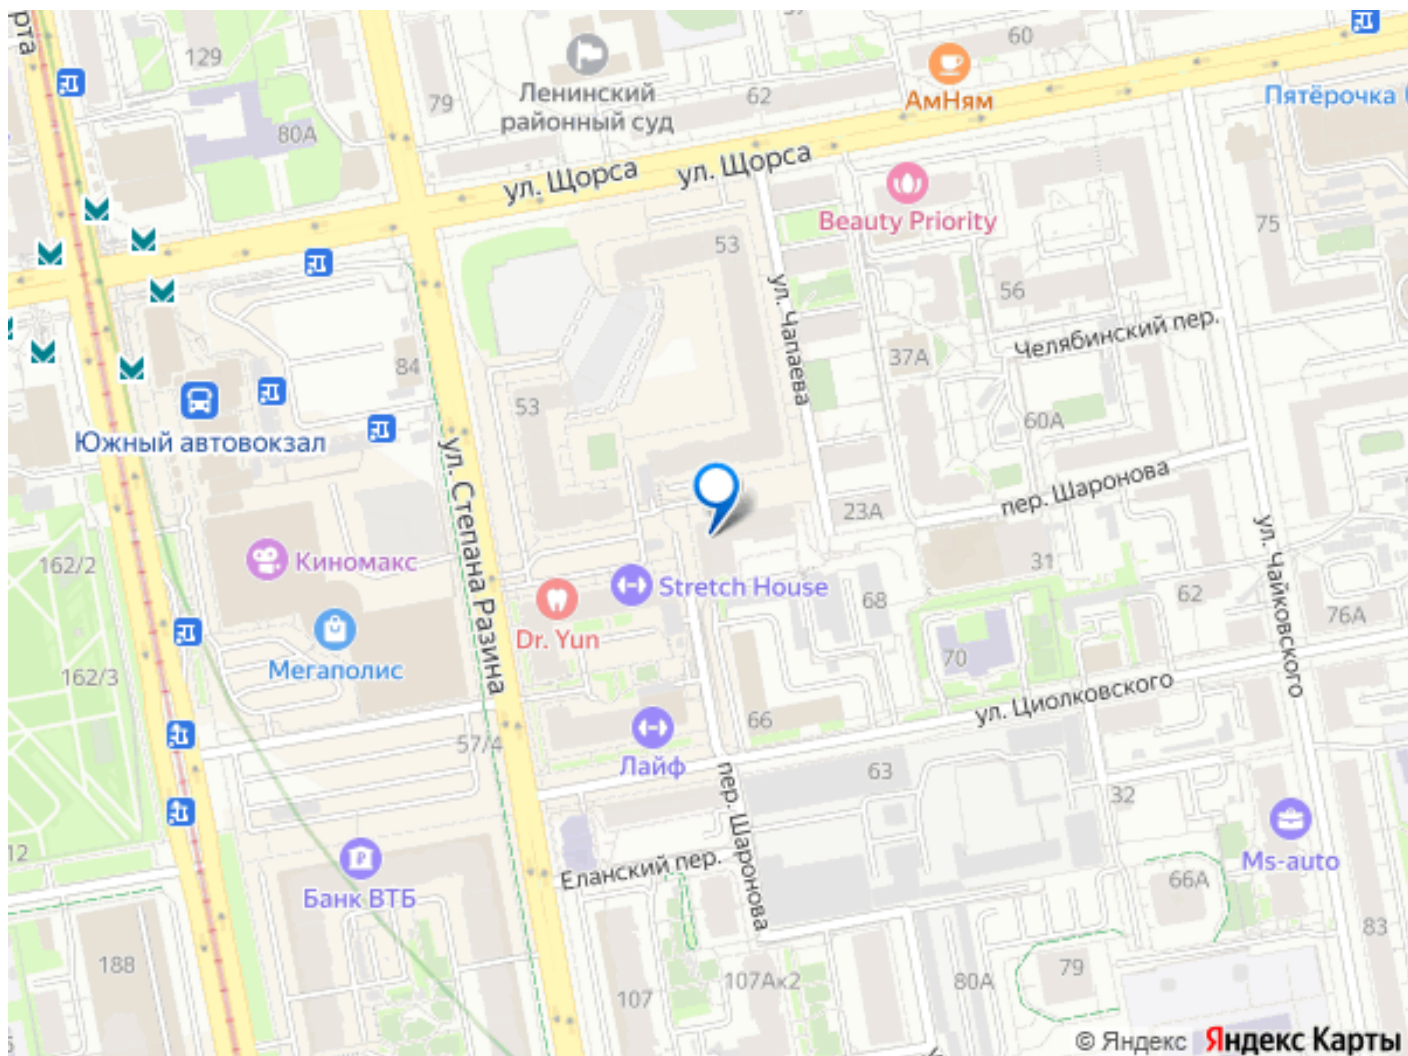 рта
129
80А
79
Ленинский
районный суд
62
60
АмНям
Пятёрочка
ул. Щорса
ул. Щорса
Beauty Priority
75
53
ул. Чапаева
56
Челябинский пер.
37А
84
53
60А
Южный автовокзал
ул. Степана Разина
пер. Шаронова
23А
ул. Чайковского
162/2
Киномакс
Stretch House
31
68
62
76А
Dr. Yun
Мегаполис
162/3
70
ул. Циолковского
66
57/4
Лайф
63
пер. Шаронова
32
12
Банк ВТБ
Еланский пер.
Ms-auto
66А
83
188
107
107Ак2
80А
79
© Яндекс Яндекс Карты